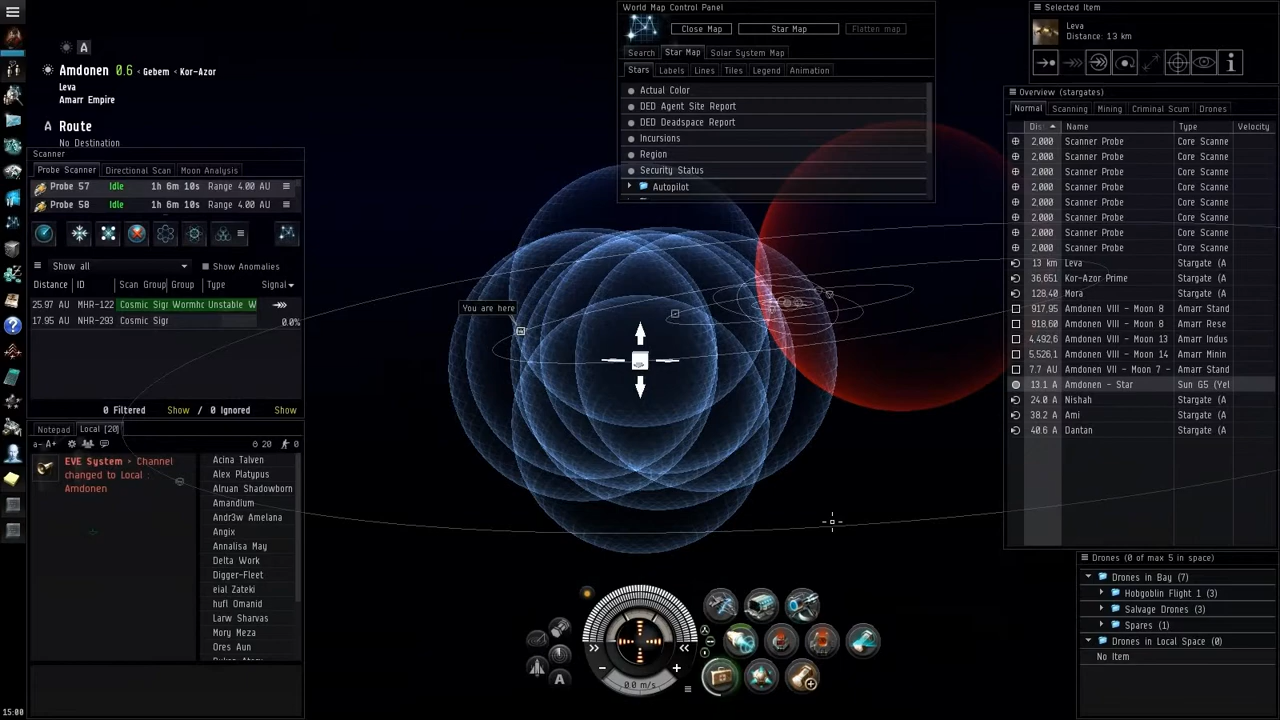 A
Amdonen 0.6 ‹ Gebem ‹ Kor-Azor
Leva
Amarr Empire
A Route
No Destination
Scanner
Probe Scanner Directional Scan Moon Analysis
Probe 57 Idle 1h 6m 10s Range 4.00 AU
Probe 58 Idle 1h 6m 10s Range 4.00 AU
Show all Show Anomalies
Distance ID Scan Group Group Type Signal
25.97 AU MHR-122 Cosmic Sigr Wormho Unstable W
17.95 AU NHR-293 Cosmic Sigr 0.0%
0 Filtered Show / 0 Ignored Show
Notepad Local [20]
a- A+ 20 0
EVE System > Channel
changed to Local :
Amdonen
Acina Talven
Alex Platypus
Alruan Shadowborn
Amandium
Andr3w Amelana
Angix
Annalisa May
Delta Work
Digger-Fleet
eial Zateki
hufl Omanid
Larw Sharvas
Mory Meza
Ores Aun
15:00
You are here
World Map Control Panel
Close Map Star Map Flatten map
Search Star Map Solar System Map
Stars Labels Lines Tiles Legend Animation
Actual Color
DED Agent Site Report
DED Deadspace Report
Incursions
Region
Security Status
Autopilot
A
0.0 m/s
Selected Item
Leva
Distance: 13 km
Overview (stargates)
Normal Scanning Mining Criminal Scum Drones
Dis Name Type Velocity
2,000 Scanner Probe Core Scanne
2,000 Scanner Probe Core Scanne
2,000 Scanner Probe Core Scanne
2,000 Scanner Probe Core Scanne
2,000 Scanner Probe Core Scanne
2,000 Scanner Probe Core Scanne
2,000 Scanner Probe Core Scanne
2,000 Scanner Probe Core Scanne
13 km Leva Stargate (A
36,651 Kor-Azor Prime Stargate (A
128,40 Mora Stargate (A
917,95 Amdonen VIII - Moon 8 Amarr Stand
918,60 Amdonen VIII - Moon 8 Amarr Rese
4,492,6 Amdonen VIII - Moon 13 Amarr Indus
5,526,1 Amdonen VIII - Moon 14 Amarr Minin
7.7 AU Amdonen VII - Moon 7 - Amarr Stand
13.1 A Amdonen - Star Sun G5 (Yel
24.0 A Nishah Stargate (A
38.2 A Ami Stargate (A
40.6 A Dantan Stargate (A
Drones (0 of max 5 in space)
Drones in Bay (7)
Hobgoblin Flight 1 (3)
Salvage Drones (3)
Spares (1)
Drones in Local Space (0)
No Item